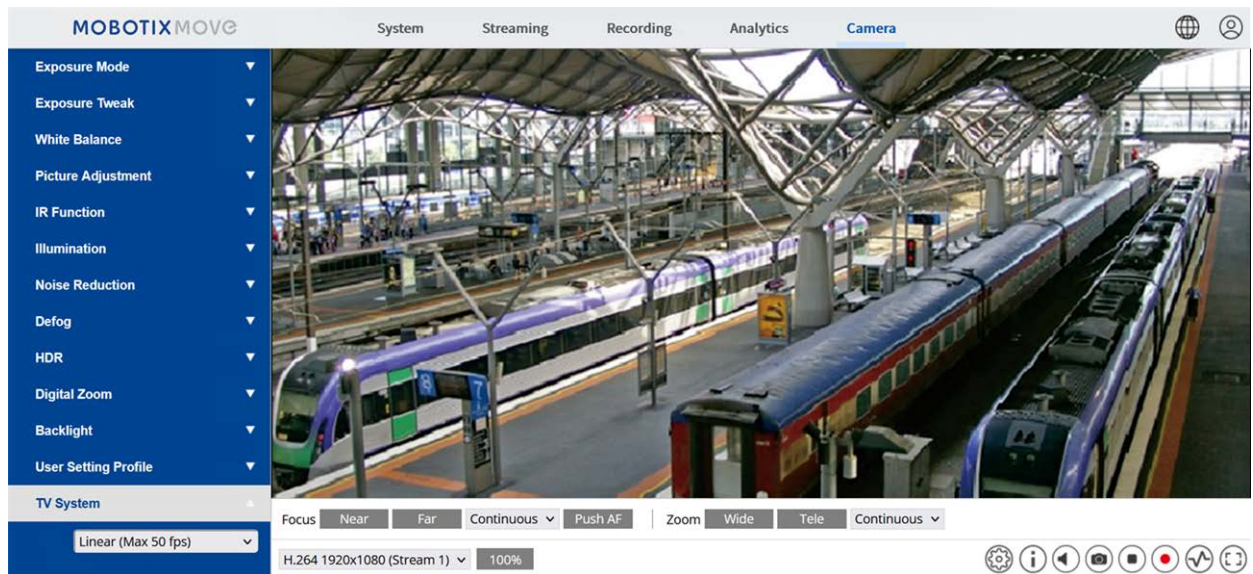 MOBOTIXMOVE
System Streaming Recording Analytics Camera
Exposure Mode
Exposure Tweak
White Balance
Picture Adjustment
IR Function
Illumination
Noise Reduction
Defog
HDR
Digital Zoom
Backlight
User Setting Profile
TV System
Linear (Max 50 fps)
8 7
Focus Near Far Continuous Push AF Zoom Wide Tele Continuous
H.264 1920x1080 (Stream 1) 100%